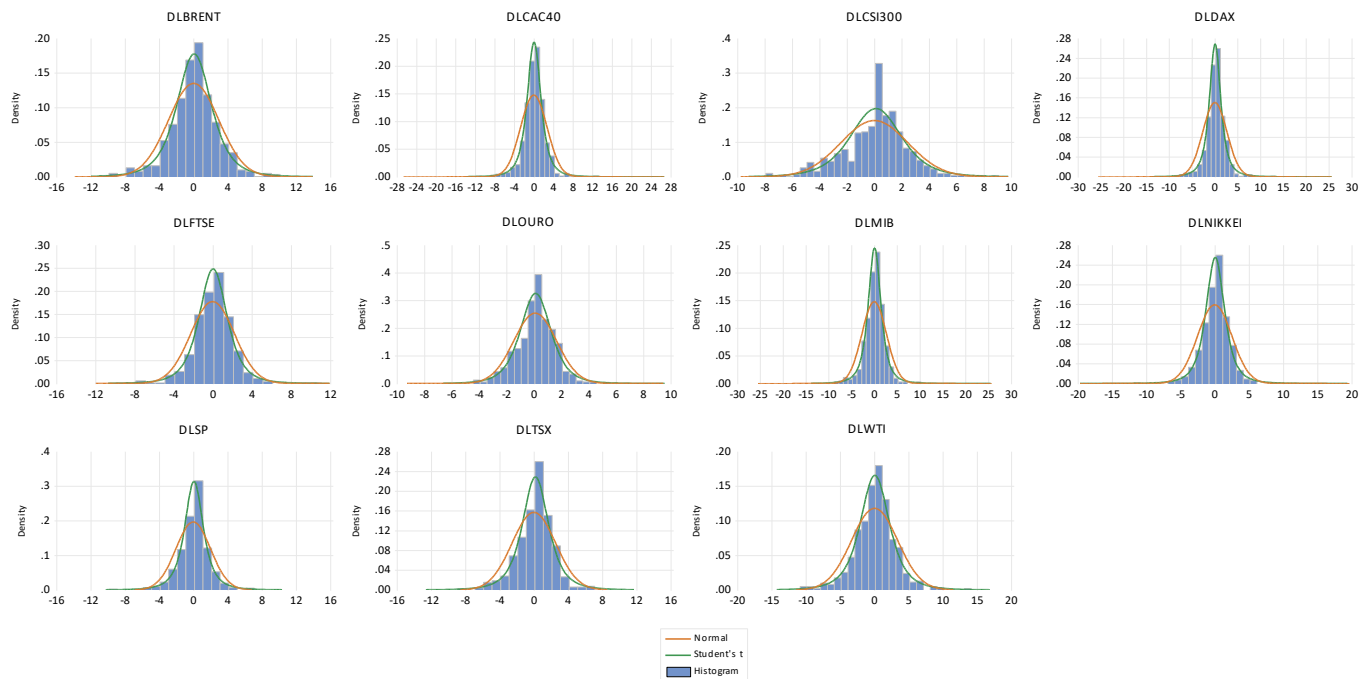 DLBRENT
.20
.15
.10
.05
.00
Density
-16 -12 -8 -4 0 4 8 12 16
DLCAC40
.25
.20
.15
.10
.05
.00
Density
-28 -24 -20 -16 -12 -8 -4 0 4 8 12 16 20 24 28
DLCSI300
.4
.3
.2
.1
.0
Density
-10 -8 -6 -4 -2 0 2 4 6 8 10
DLDAX
.28
.24
.20
.16
.12
.08
.04
.00
Density
-30 -25 -20 -15 -10 -5 0 5 10 15 20 25 30
DLFTSE
.30
.25
.20
.15
.10
.05
.00
Density
-16 -12 -8 -4 0 4 8 12
DLOURO
.5
.4
.3
.2
.1
.0
Density
-10 -8 -6 -4 -2 0 2 4 6 8 10
DLMIB
.25
.20
.15
.10
.05
.00
Density
-30 -25 -20 -15 -10 -5 0 5 10 15 20 25 30
DLNIKKEI
.28
.24
.20
.16
.12
.08
.04
.00
Density
-20 -15 -10 -5 0 5 10 15 20
DLSP
.4
.3
.2
.1
.0
Density
-16 -12 -8 -4 0 4 8 12 16
DLTSX
.28
.24
.20
.16
.12
.08
.04
.00
Density
-16 -12 -8 -4 0 4 8 12 16
DLWTI
.20
.15
.10
.05
.00
Density
-20 -15 -10 -5 0 5 10 15 20
Normal
Student's t
Histogram